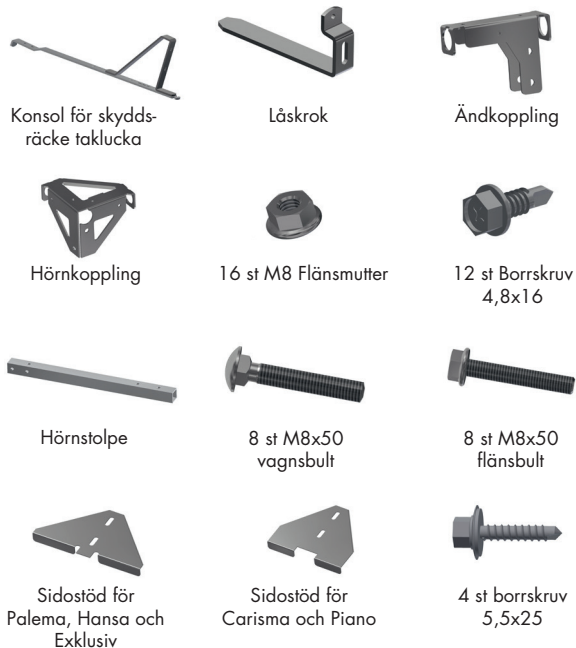 Konsol för skydds-
räcke taklucka
Låskrok
Ändkoppling
Hörnkoppling
16 st M8 Flänsmutter
12 st Borrskruv
4,8x16
Hörnstolpe
8 st M8x50
vagnsbult
8 st M8x50
flänsbult
Sidostöd för
Palema, Hansa och
Exklusiv
Sidostöd för
Carisma och Piano
4 st borrskruv
5,5x25